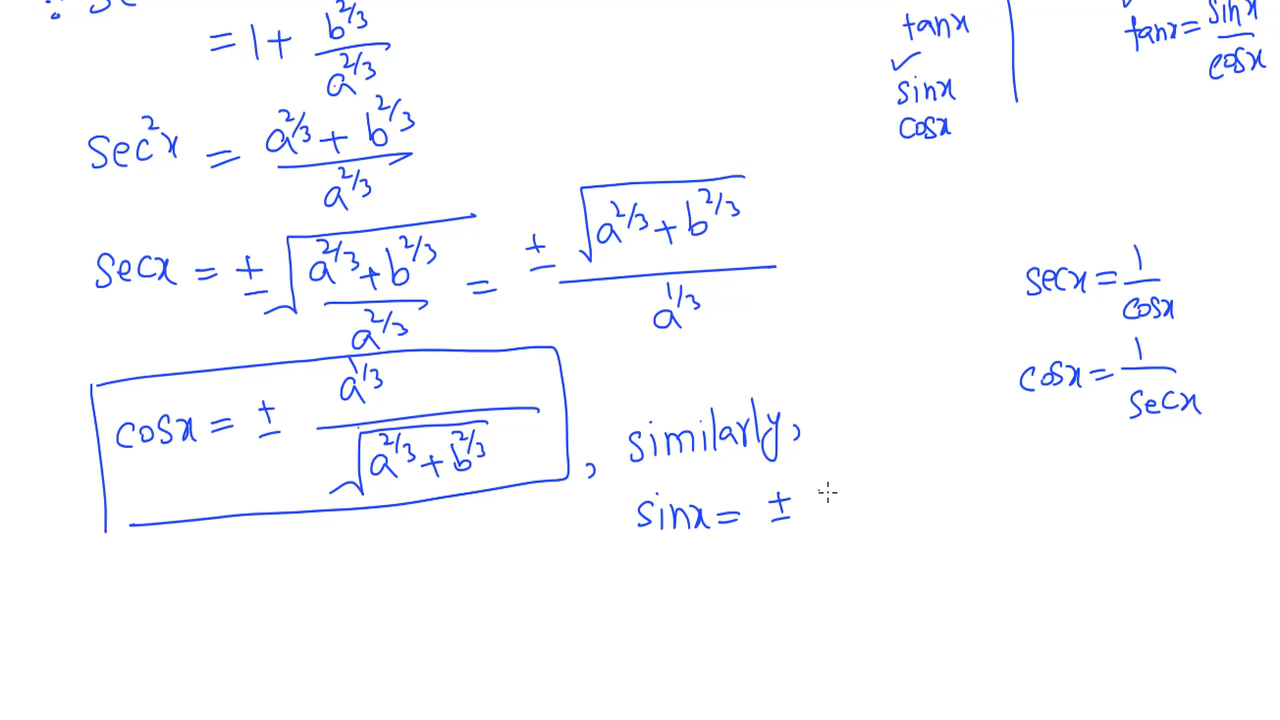 = 1 + b^2/3 / a^2/3
sec²x = a^2/3 + b^2/3 / a^2/3
secx = ± √(a^2/3 + b^2/3 / a^2/3) = ± √(a^2/3 + b^2/3) / a^1/3
cosx = ± a^1/3 / √(a^2/3 + b^2/3) , similarly,
sinx = ±
tanx
✓
sinx
cosx
tanx = sinx / cosx
secx = 1 / cosx
cosx = 1 / secx